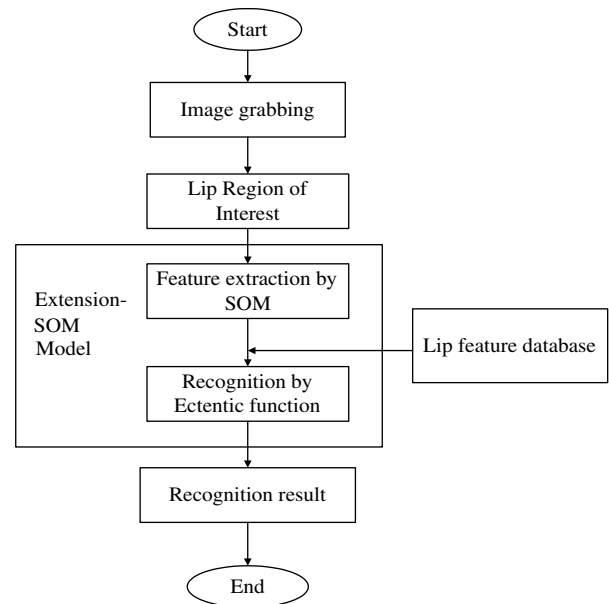 Start
Image grabbing
Lip Region of
Interest
Feature extraction by
SOM
Extension-
SOM
Model
Lip feature database
Recognition by
Ectentic function
Recognition result
End